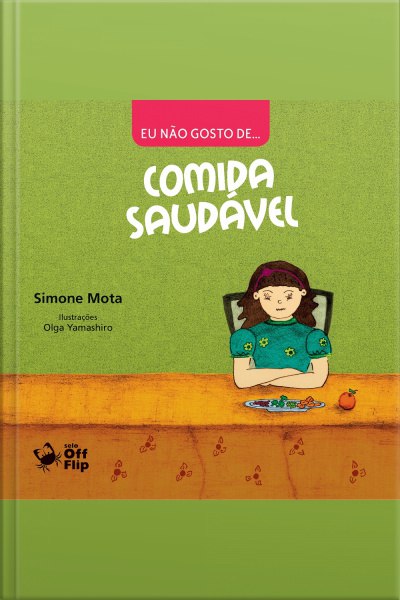 EU NÃO GOSTO DE...
COMIDA
SAUDÁVEL
Simone Mota
Ilustrações
Olga Yamashiro
selo
Off
Flip